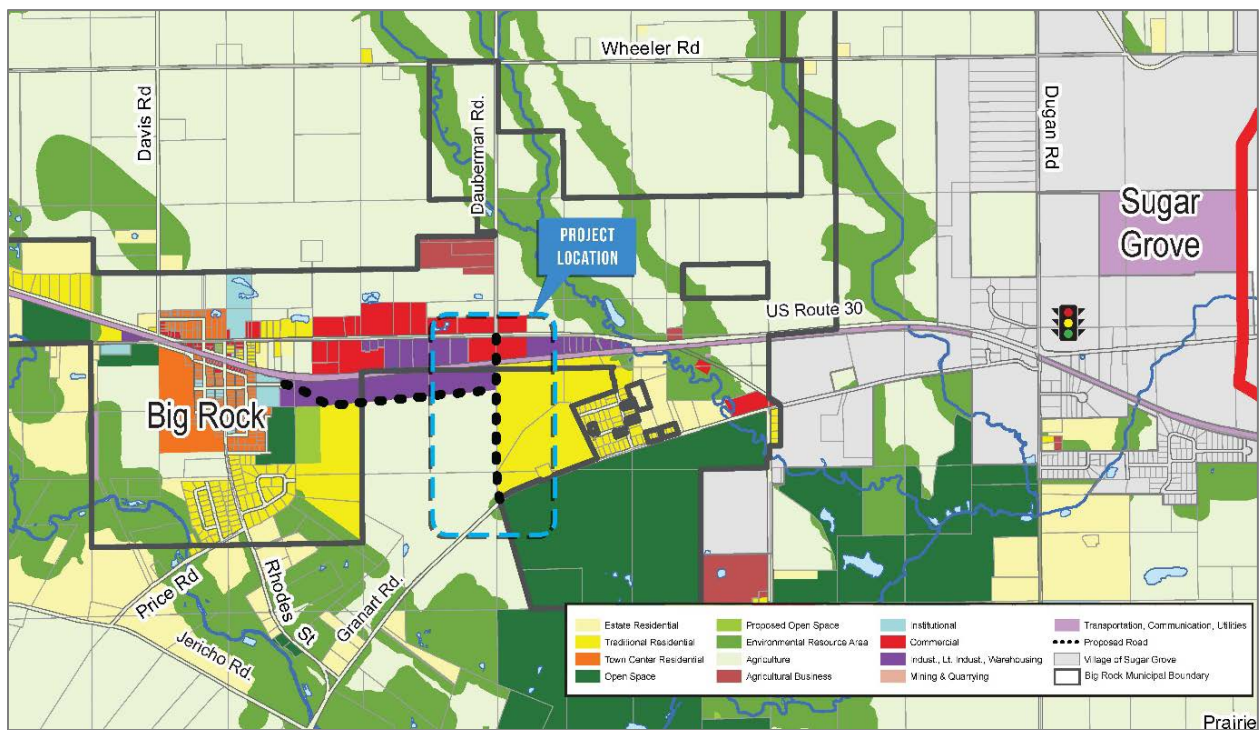 Wheeler Rd
Davis Rd
Dauberman Rd.
Dugan Rd
Sugar
Grove
PROJECT
LOCATION
US Route 30
Big Rock
Price Rd
Rhodes St
Granart Rd.
Jericho Rd.
Estate Residential
Traditional Residential
Town Center Residential
Open Space
Proposed Open Space
Environmental Resource Area
Agriculture
Agricultural Business
Institutional
Commercial
Indust., Lt. Indust., Warehousing
Mining & Quarrying
Transportation, Communication, Utilities
Proposed Road
Village of Sugar Grove
Big Rock Municipal Boundary
Prairie